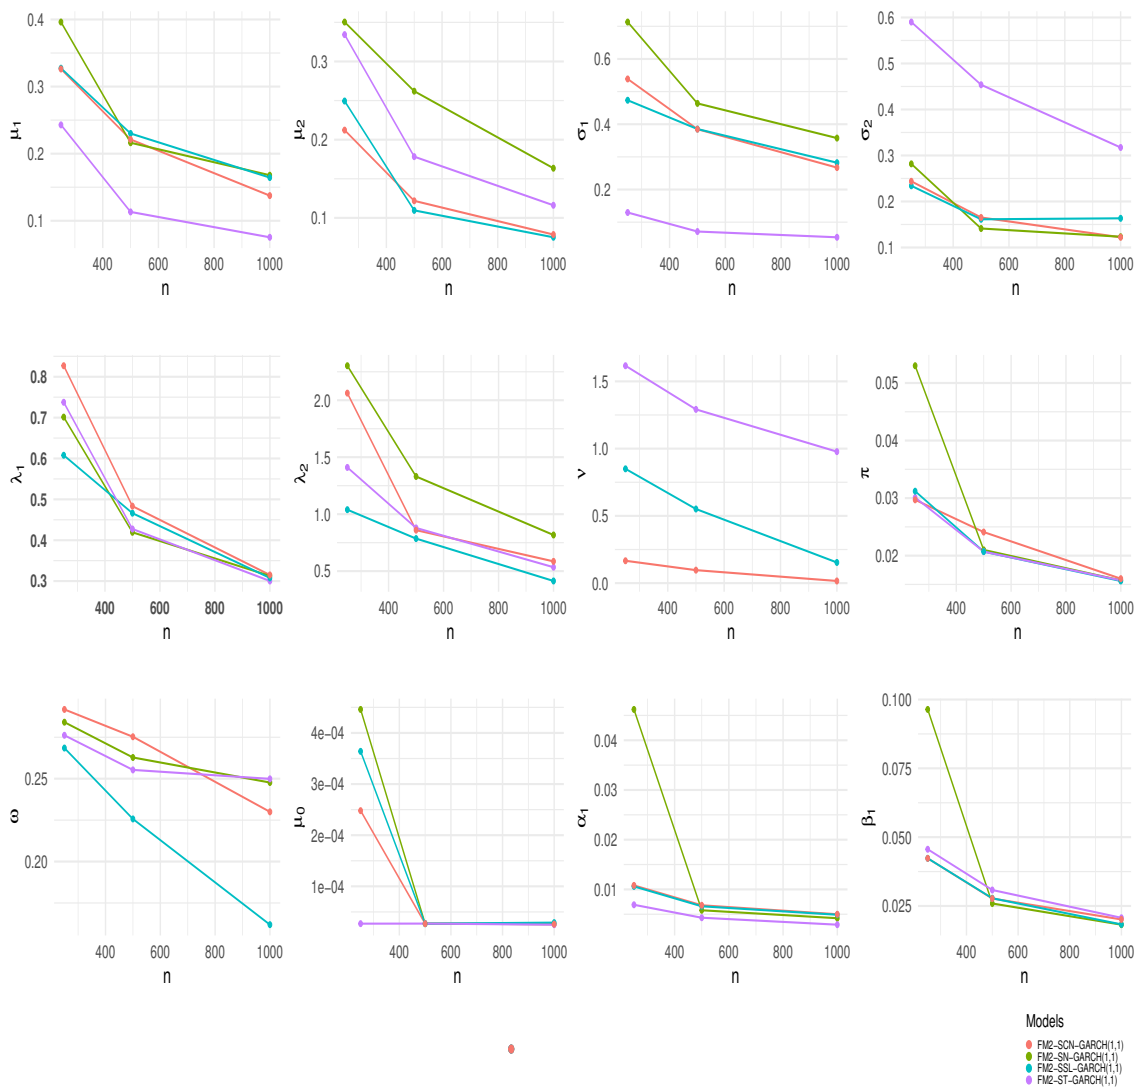 0.4
0.3
0.2
0.1
μ1
400 600 800 1000
n
0.3
0.2
0.1
μ2
400 600 800 1000
n
0.6
0.4
0.2
σ1
400 600 800 1000
n
0.6
0.5
0.4
0.3
0.2
0.1
σ2
400 600 800 1000
n
0.8
0.7
0.6
0.5
0.4
0.3
λ1
400 600 800 1000
n
2.0
1.5
1.0
0.5
λ2
400 600 800 1000
n
1.5
1.0
0.5
0.0
ν
400 600 800 1000
n
0.05
0.04
0.03
0.02
π
400 600 800 1000
n
0.25
0.20
ω
400 600 800 1000
n
4e−04
3e−04
2e−04
1e−04
μ0
400 600 800 1000
n
0.04
0.03
0.02
0.01
α1
400 600 800 1000
n
0.100
0.075
0.050
0.025
β1
400 600 800 1000
n
Models
FM2−SCN−GARCH(1,1)
FM2−SN−GARCH(1,1)
FM2−SSL−GARCH(1,1)
FM2−ST−GARCH(1,1)